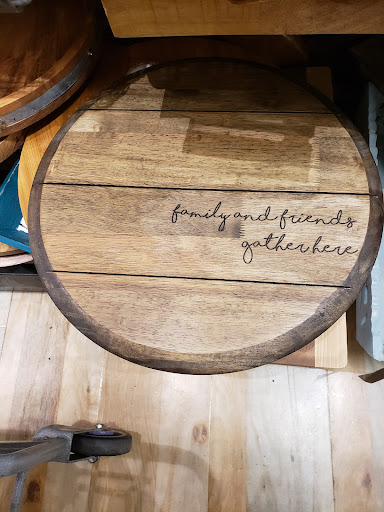 family and friends
gather here